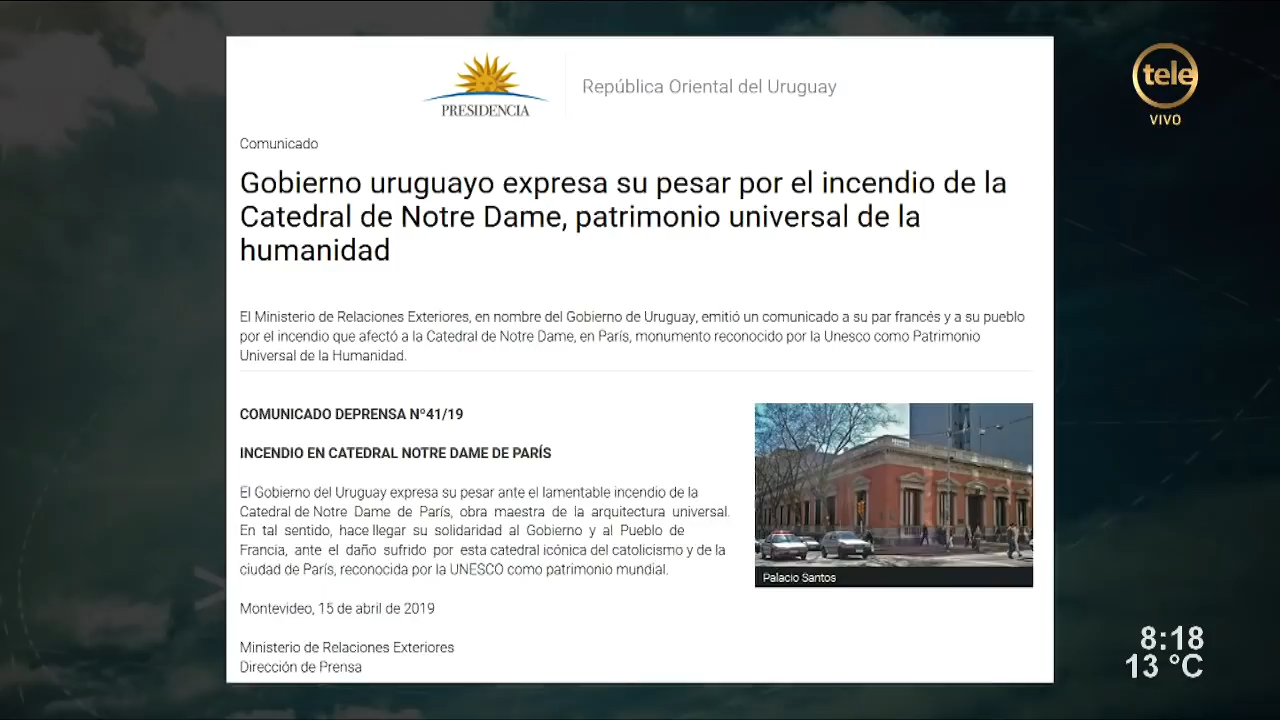 PRESIDENCIA
República Oriental del Uruguay
tele
VIVO
Comunicado
Gobierno uruguayo expresa su pesar por el incendio de la
Catedral de Notre Dame, patrimonio universal de la
humanidad
El Ministerio de Relaciones Exteriores, en nombre del Gobierno de Uruguay, emitió un comunicado a su par francés y a su pueblo
por el incendio que afectó a la Catedral de Notre Dame, en París, monumento reconocido por la Unesco como Patrimonio
Universal de la Humanidad.
COMUNICADO DEPRENSA Nº41/19
INCENDIO EN CATEDRAL NOTRE DAME DE PARÍS
El Gobierno del Uruguay expresa su pesar ante el lamentable incendio de la
Catedral de Notre Dame de París, obra maestra de la arquitectura universal.
En tal sentido, hace llegar su solidaridad al Gobierno y al Pueblo de
Francia, ante el daño sufrido por esta catedral icónica del catolicismo y de la
ciudad de París, reconocida por la UNESCO como patrimonio mundial.
Palacio Santos
Montevideo, 15 de abril de 2019
Ministerio de Relaciones Exteriores
Dirección de Prensa
8:18
13 °C